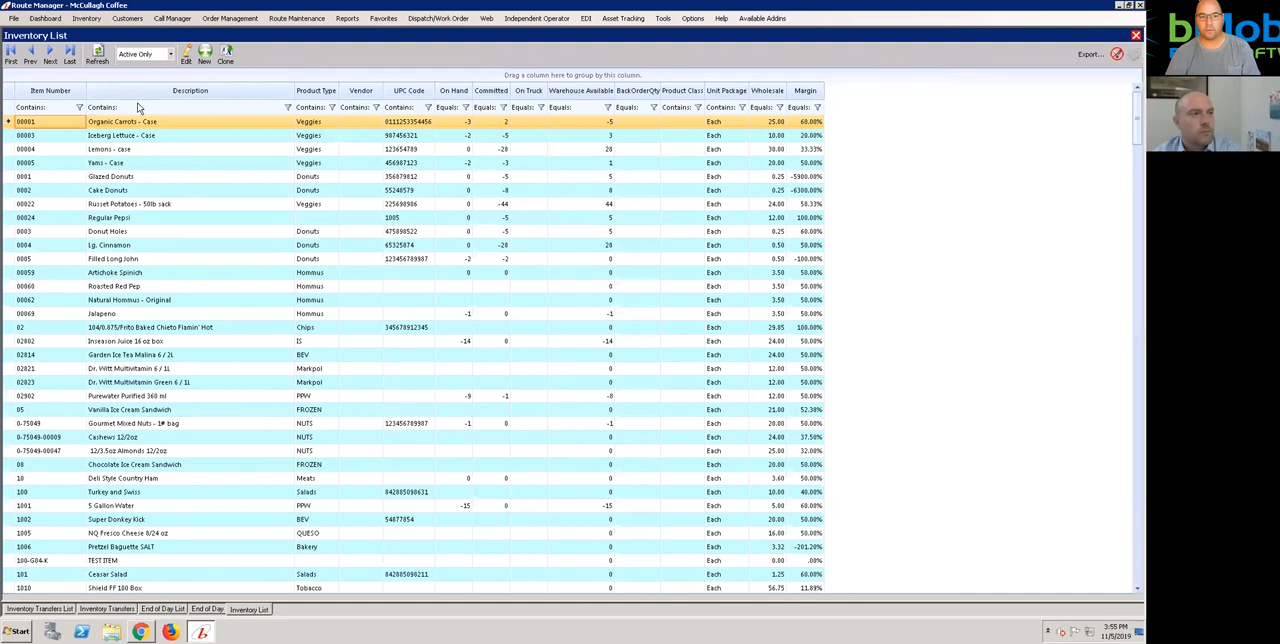 Route Manager - McCullagh Coffee
File Dashboard Inventory Customers Call Manager Order Management Route Maintenance Reports Favorites Dispatch/Work Order Web Independent Operator EDI Asset Tracking Tools Options Help Available Addins
Inventory List
First Prev Next Last Refresh Active Only Edit New Clone Export...
Drag a column here to group by this column.
Item Number Description Product Type Vendor UPC Code On Hand Committed On Truck Warehouse Available BackOrderQty Product Class Unit Package Wholesale Margin
Contains: Contains: Contains: Contains: Contains: Equals: Equals: Equals: Equals: Equals: Contains: Contains: Equals: Equals:
00001 Organic Carrots - Case Veggies 0111253354456 -3 2 -5 Each 25.00 60.00%
00003 Iceberg Lettuce - Case Veggies 987456321 -2 -5 3 Each 10.00 20.00%
00004 Lemons - case Veggies 123654789 0 -28 28 Each 30.00 33.33%
00005 Yams - Case Veggies 456987123 -2 -3 1 Each 20.00 50.00%
0001 Glazed Donuts Donuts 356879812 0 -5 5 Each 0.25 -5900.00%
0002 Cake Donuts Donuts 55248579 0 -8 8 Each 0.25 -6300.00%
00022 Russet Potatoes - 50lb sack Veggies 225698986 0 -44 44 Each 24.00 58.33%
00024 Regular Pepsi 1005 0 -5 5 Each 12.00 100.00%
0003 Donut Holes Donuts 475898522 0 -5 5 Each 0.25 60.00%
0004 Lg. Cinnamon Donuts 65325874 0 -28 28 Each 0.50 50.00%
0005 Filled Long John Donuts 123456789987 -2 -2 0 Each 0.50 -100.00%
00059 Artichoke Spinich Hommus 0 0 0 Each 3.50 50.00%
00060 Roasted Red Pep Hommus 0 Each 3.50 50.00%
00062 Natural Hommus - Original Hommus 0 Each 3.50 50.00%
00069 Jalapeno Hommus -1 0 -1 Each 3.50 50.00%
02 104/0.875/Frito Baked Chieto Flamin' Hot Chips 345678912345 0 Each 29.85 100.00%
02802 Inseason Juice 16 oz box IS -14 0 -14 Each 24.00 50.00%
02814 Garden Ice Tea Malina 6 / 2l BEV 0 Each 24.00 50.00%
02821 Dr. Witt Multivitamin 6 / 1L Markpol 0 Each 12.00 50.00%
02823 Dr. Witt Multivitamin Green 6 / 1L Markpol 0 Each 12.00 50.00%
02902 Purewater Purified 360 ml PPW -9 -1 -8 Each 12.00 50.00%
05 Vanilla Ice Cream Sandwich FROZEN 0 Each 21.00 52.38%
0-75049 Gourmet Mixed Nuts - 1# bag NUTS 123456789987 -1 0 -1 Each 20.00 50.00%
0-75049-00009 Cashews 12/2oz NUTS 0 Each 24.00 37.50%
0-75049-00047 12/3.5oz Almonds 12/2oz NUTS 0 Each 25.00 32.00%
08 Chocolate Ice Cream Sandwich FROZEN 0 Each 20.00 50.00%
10 Deli Style Country Ham Meats 0 0 0 Each 3.60 50.00%
100 Turkey and Swiss Salads 842885098631 0 Each 10.00 40.00%
1001 5 Gallon Water PPW -15 0 -15 Each 5.00 60.00%
1002 Super Donkey Kick BEV 54877854 0 Each 20.00 50.00%
1005 NQ Fresco Cheese 8/24 oz QUESO 0 Each 16.00 50.00%
1006 Pretzel Baguette SALT Bakery 0 Each 3.32 -201.20%
100-G04-K TEST ITEM 0 Each 0.00 .00%
101 Ceasar Salad Salads 842885098211 0 Each 1.25 60.00%
1010 Shield FF 100 Box Tobacco 0 Each 56.75 11.89%
Inventory Transfers List Inventory Transfers End of Day List End of Day Inventory List
Start 3:55 PM
11/5/2019